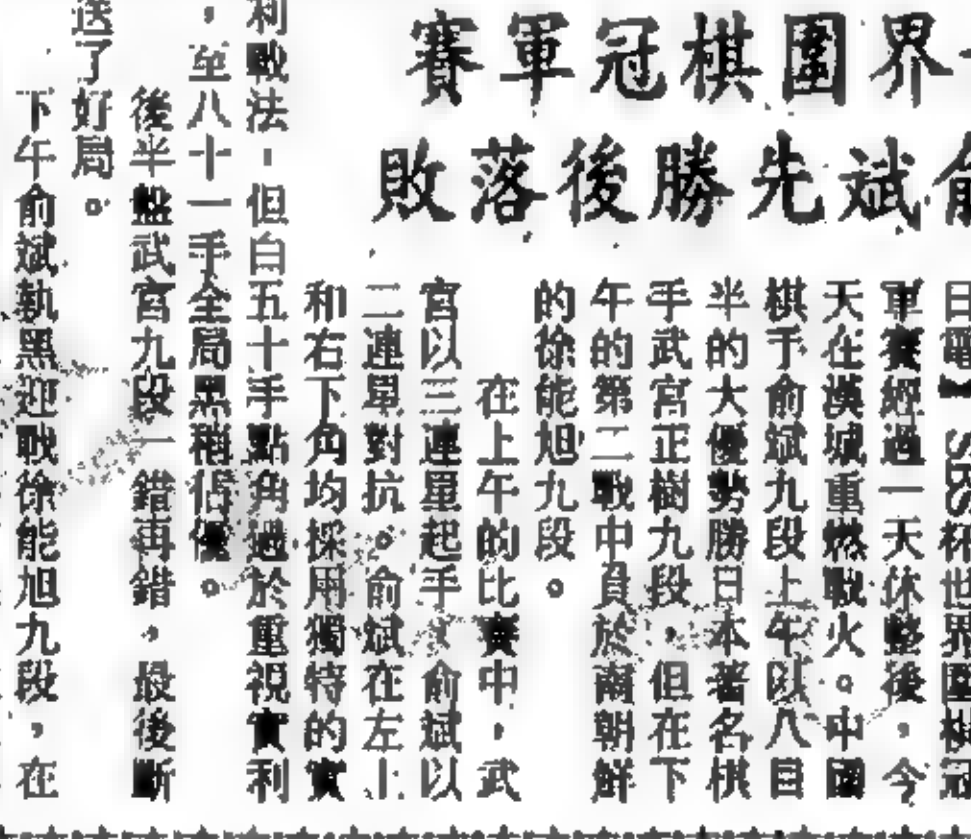 界圍棋冠軍賽
俞斌先勝後落敗
日電】SBS杯世界圍棋冠
軍賽經過一天休整後，今
天在漢城重燃戰火。中國
棋手俞斌九段上午以八目
半的大優勢勝日本著名棋
手武宮正樹九段，但在下
午的第二戰中負於南朝鮮
的徐能旭九段。
在上午的比賽中，武
宮以三連星起手，俞斌以
二連星對抗。俞斌在左上
和右下角均採用獨特的實
利戰法，但白五十手點角過於重視實利
，至八十一手全局黑稍佔優。
後半盤武宮九段一錯再錯，最後斷
送了好局。
下午俞斌執黑迎戰徐能旭九段，在